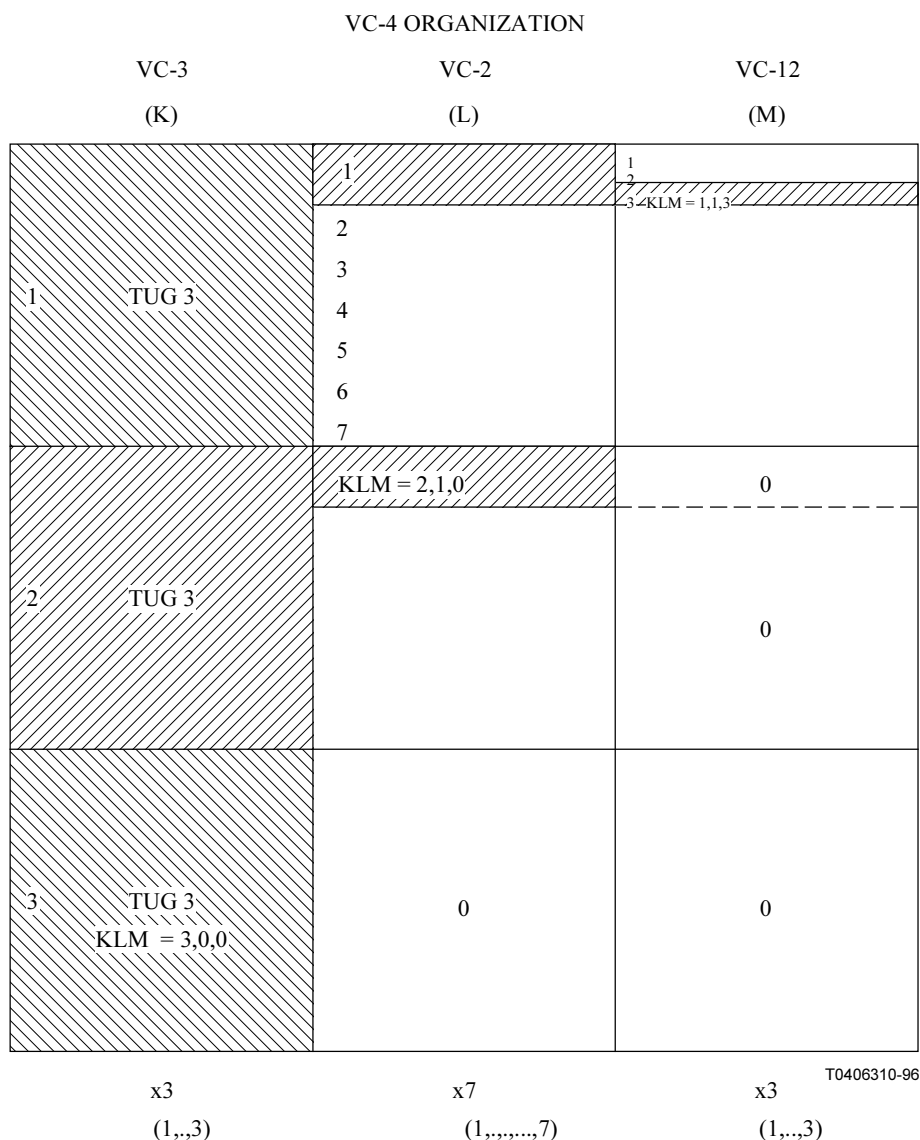 VC-4 ORGANIZATION
VC-3 VC-2 VC-12
(K) (L) (M)
1
1
2
3 KLM = 1,1,3
2
3
1 TUG 3
4
5
6
7
KLM = 2,1,0 0
2 TUG 3
0
3 TUG 3 0 0
KLM = 3,0,0
T0406310-96
x3 x7 x3
(1,.,3) (1,.,.,...,7) (1,..,3)